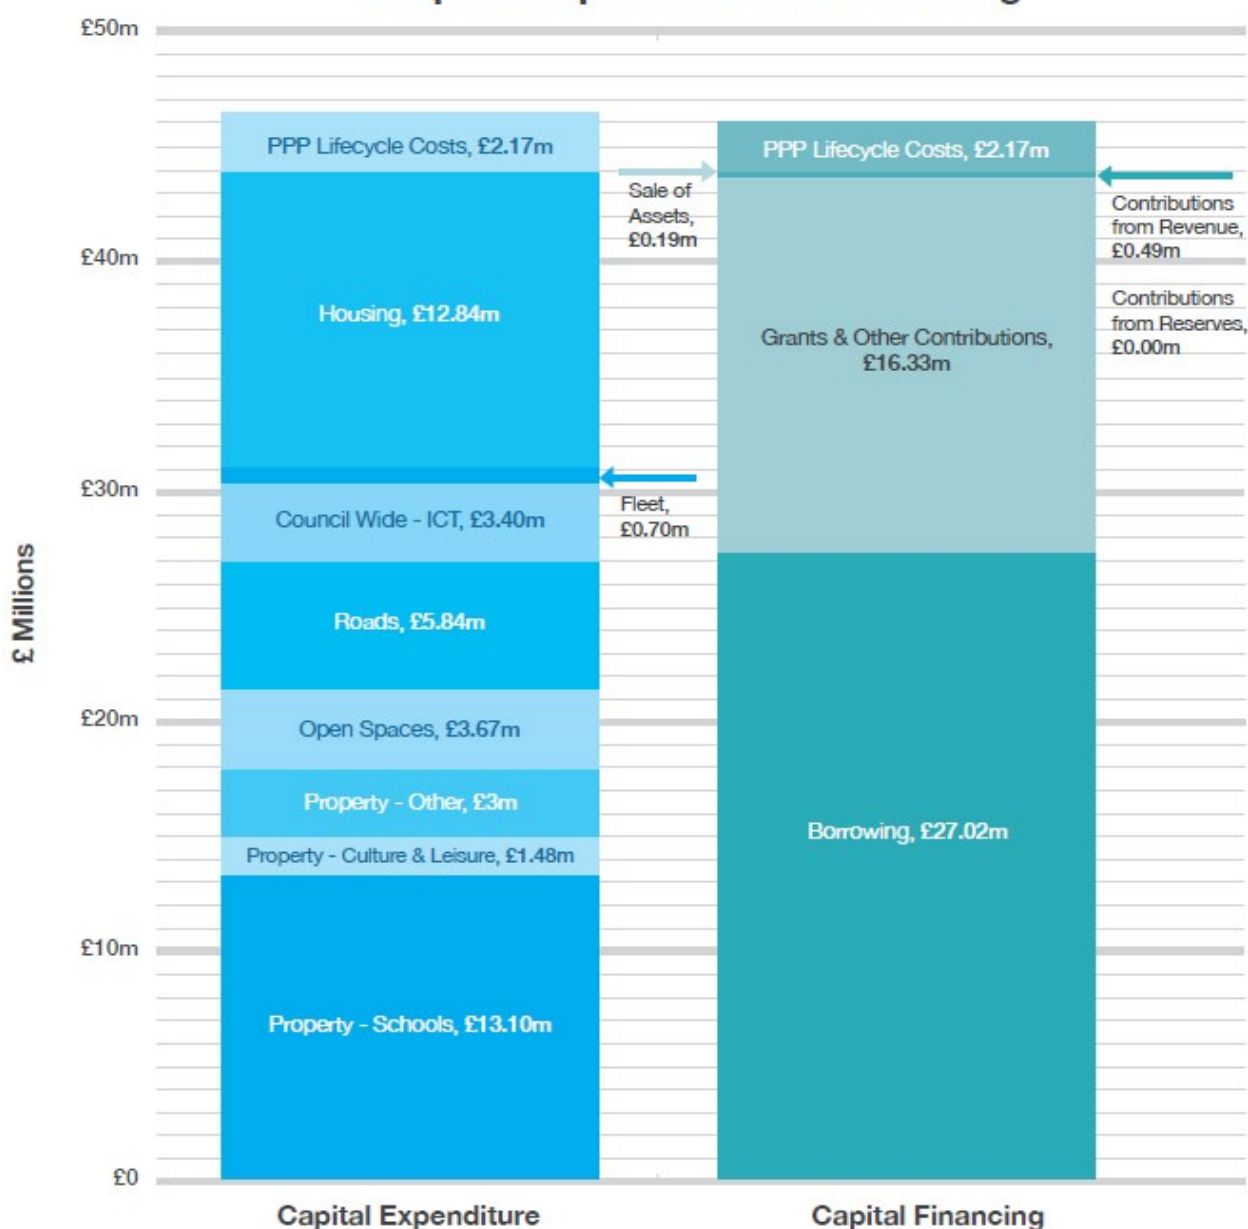 £50m
PPP Lifecycle Costs, £2.17m
PPP Lifecycle Costs, £2.17m
Sale of
Assets,
£0.19m
Contributions
from Revenue,
£0.49m
£40m
Contributions
from Reserves,
£0.00m
Housing, £12.84m
Grants & Other Contributions,
£16.33m
£30m
Fleet,
£0.70m
Council Wide - ICT, £3.40m
Roads, £5.84m
£ Millions
£20m
Open Spaces, £3.67m
Property - Other, £3m
Borrowing, £27.02m
Property - Culture & Leisure, £1.48m
£10m
Property - Schools, £13.10m
£0
Capital Expenditure
Capital Financing